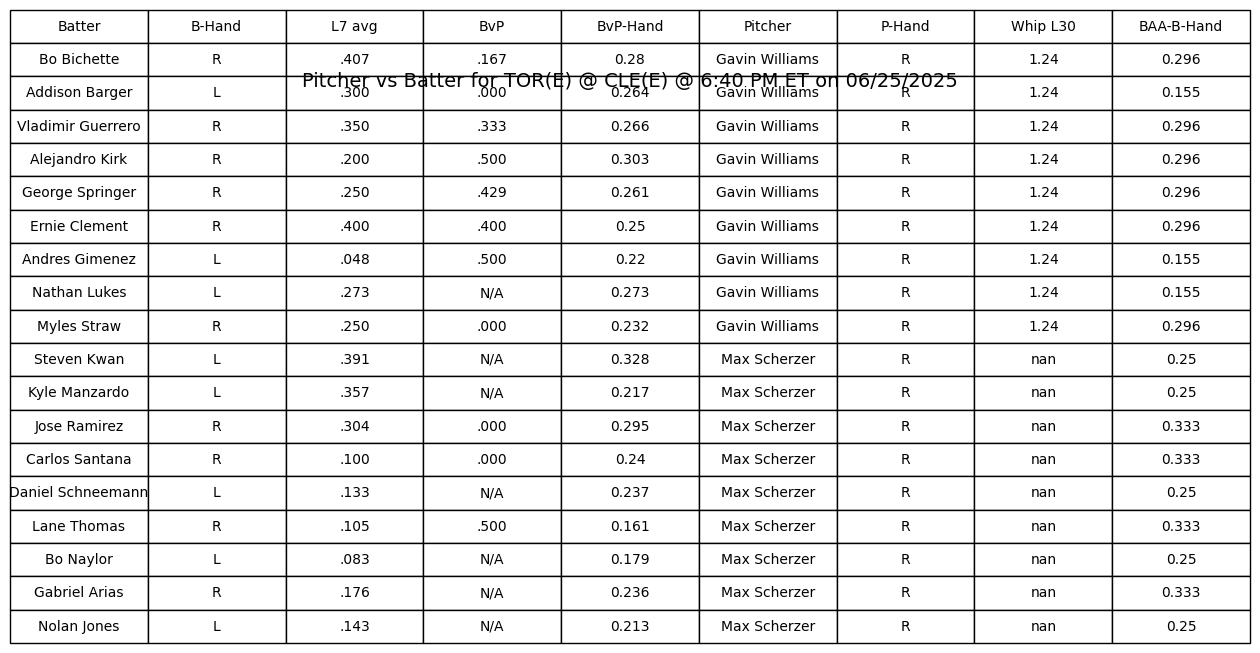 Batter B-Hand L7 avg BvP BvP-Hand Pitcher P-Hand Whip L30 BAA-B-Hand
Bo Bichette R .407 .167 0.28 Gavin Williams R 1.24 0.296
Pitcher vs Batter for TOR(E) @ CLE(E) @ 6:40 PM ET on 06/25/2025
Addison Barger L .300 .000 0.264 Gavin Williams R 1.24 0.155
Vladimir Guerrero R .350 .333 0.266 Gavin Williams R 1.24 0.296
Alejandro Kirk R .200 .500 0.303 Gavin Williams R 1.24 0.296
George Springer R .250 .429 0.261 Gavin Williams R 1.24 0.296
Ernie Clement R .400 .400 0.25 Gavin Williams R 1.24 0.296
Andres Gimenez L .048 .500 0.22 Gavin Williams R 1.24 0.155
Nathan Lukes L .273 N/A 0.273 Gavin Williams R 1.24 0.155
Myles Straw R .250 .000 0.232 Gavin Williams R 1.24 0.296
Steven Kwan L .391 N/A 0.328 Max Scherzer R nan 0.25
Kyle Manzardo L .357 N/A 0.217 Max Scherzer R nan 0.25
Jose Ramirez R .304 .000 0.295 Max Scherzer R nan 0.333
Carlos Santana R .100 .000 0.24 Max Scherzer R nan 0.333
Daniel Schneemann L .133 N/A 0.237 Max Scherzer R nan 0.25
Lane Thomas R .105 .500 0.161 Max Scherzer R nan 0.333
Bo Naylor L .083 N/A 0.179 Max Scherzer R nan 0.25
Gabriel Arias R .176 N/A 0.236 Max Scherzer R nan 0.333
Nolan Jones L .143 N/A 0.213 Max Scherzer R nan 0.25